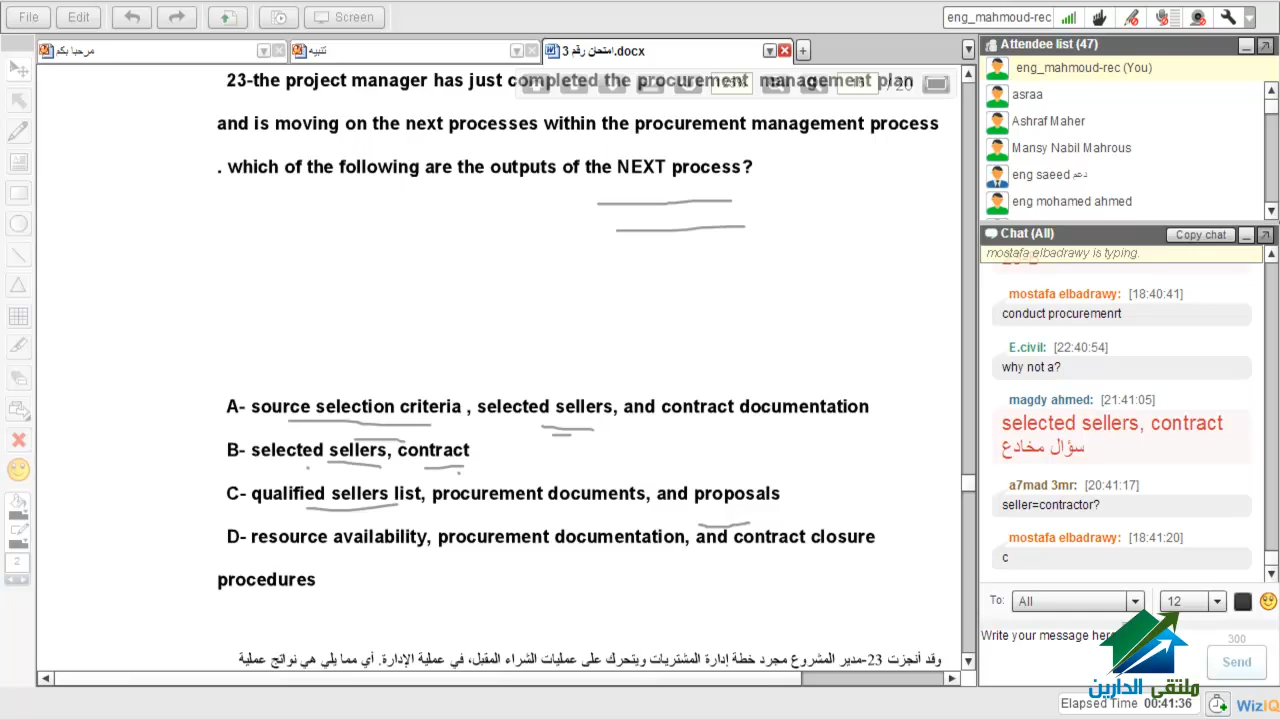 File
Edit
Screen
eng_mahmoud-rec
مرحبا بكم
تنبيه
امتحان رقم 3.docx
Attendee list (47)
eng_mahmoud-rec (You)
asraa
Ashraf Maher
Mansy Nabil Mahrous
eng saeed دعم
eng mohamed ahmed
23-the project manager has just completed the procurement management plan
/ 20
and is moving on the next processes within the procurement management process
. which of the following are the outputs of the NEXT process?
A- source selection criteria , selected sellers, and contract documentation
B- selected sellers, contract
C- qualified sellers list, procurement documents, and proposals
D- resource availability, procurement documentation, and contract closure
procedures
وقد أنجزت 23-مدير المشروع مجرد خطة إدارة المشتريات ويتحرك على عمليات الشراء المقبل، في عملية الإدارة. أي مما يلي هي نواتج عملية
2
Chat (All)
Copy chat
mostafa elbadrawy is typing.
mostafa elbadrawy: [18:40:41]
conduct procuremenrt
E.civil: [22:40:54]
why not a?
magdy ahmed: [21:41:05]
selected sellers, contract
سؤال مخادع
a7mad 3mr: [20:41:17]
seller=contractor?
mostafa elbadrawy: [18:41:20]
c
To:
All
12
Write your message here
300
Send
ملتقى الدارين
Elapsed Time 00:41:36
WizIQ